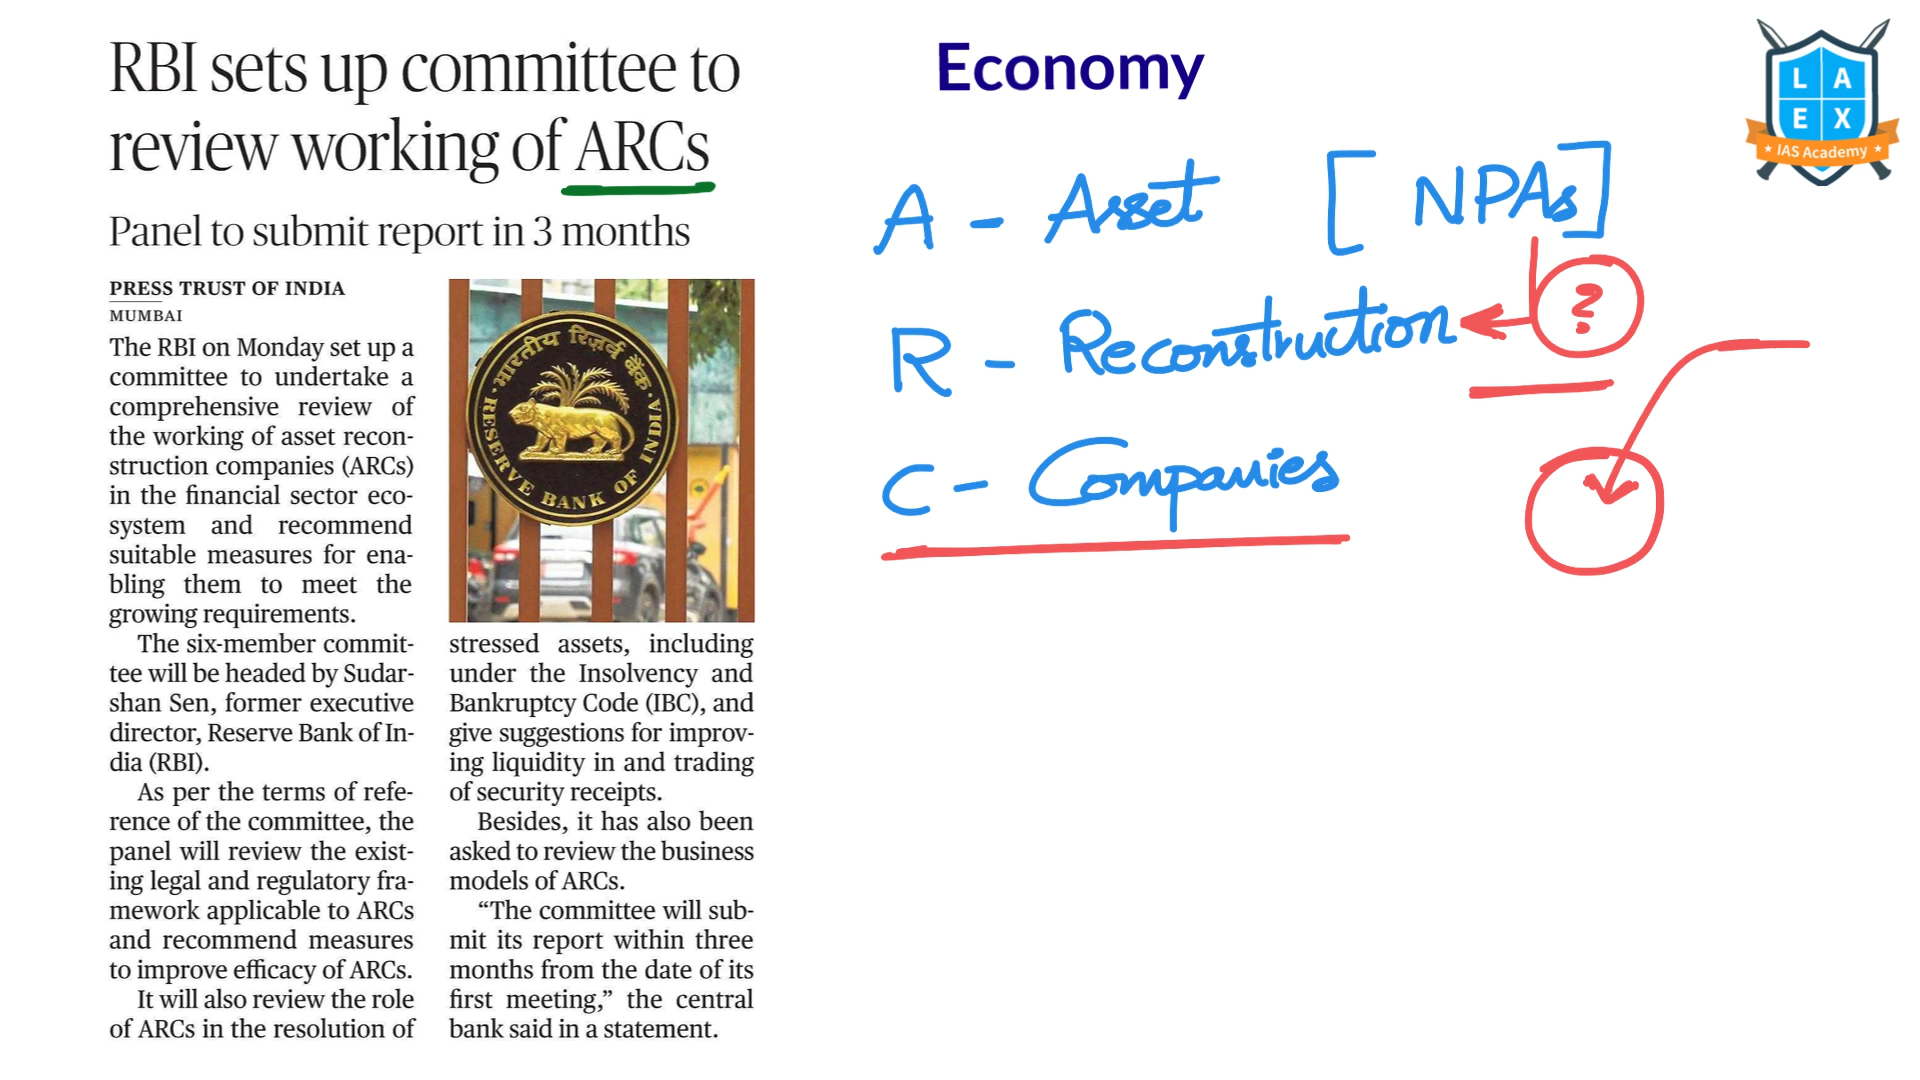 RBI sets up committee to
review working of ARCs
Panel to submit report in 3 months
PRESS TRUST OF INDIA
MUMBAI
The RBI on Monday set up a
committee to undertake a
comprehensive review of
the working of asset recon-
struction companies (ARCs)
in the financial sector eco-
system and recommend
suitable measures for ena-
bling them to meet the
growing requirements.
The six-member commit-
tee will be headed by Sudar-
shan Sen, former executive
director, Reserve Bank of In-
dia (RBI).
As per the terms of refe-
rence of the committee, the
panel will review the exist-
ing legal and regulatory fra-
mework applicable to ARCs
and recommend measures
to improve efficacy of ARCs.
It will also review the role
of ARCs in the resolution of
भारतीय रिज़र्व बैंक
RESERVE BANK OF INDIA
stressed assets, including
under the Insolvency and
Bankruptcy Code (IBC), and
give suggestions for improv-
ing liquidity in and trading
of security receipts.
Besides, it has also been
asked to review the business
models of ARCs.
“The committee will sub-
mit its report within three
months from the date of its
first meeting,” the central
bank said in a statement.
Economy
A - Asset [NPAs]
R - Reconstruction ?
C - Companies
L A
E X
IAS Academy